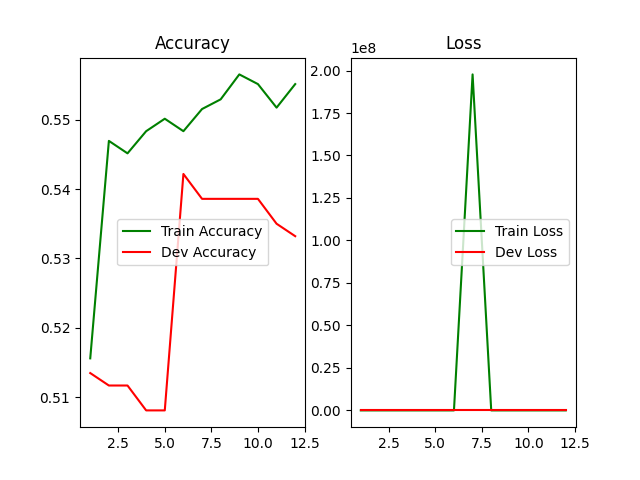 Accuracy
0.55
0.54
0.53
0.52
0.51
2.5 5.0 7.5 10.0 12.5
Train Accuracy
Dev Accuracy
Loss
1e8
2.00
1.75
1.50
1.25
1.00
0.75
0.50
0.25
0.00
2.5 5.0 7.5 10.0 12.5
Train Loss
Dev Loss